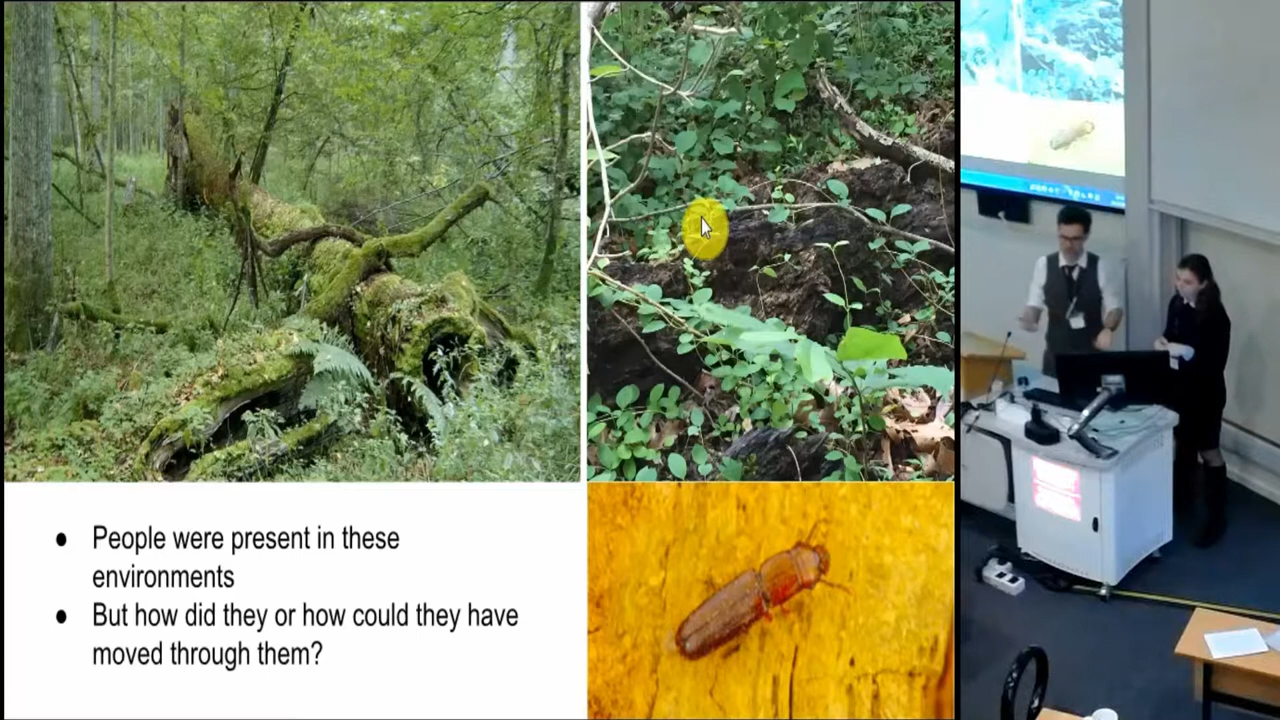 ● People were present in these
environments
● But how did they or how could they have
moved through them?